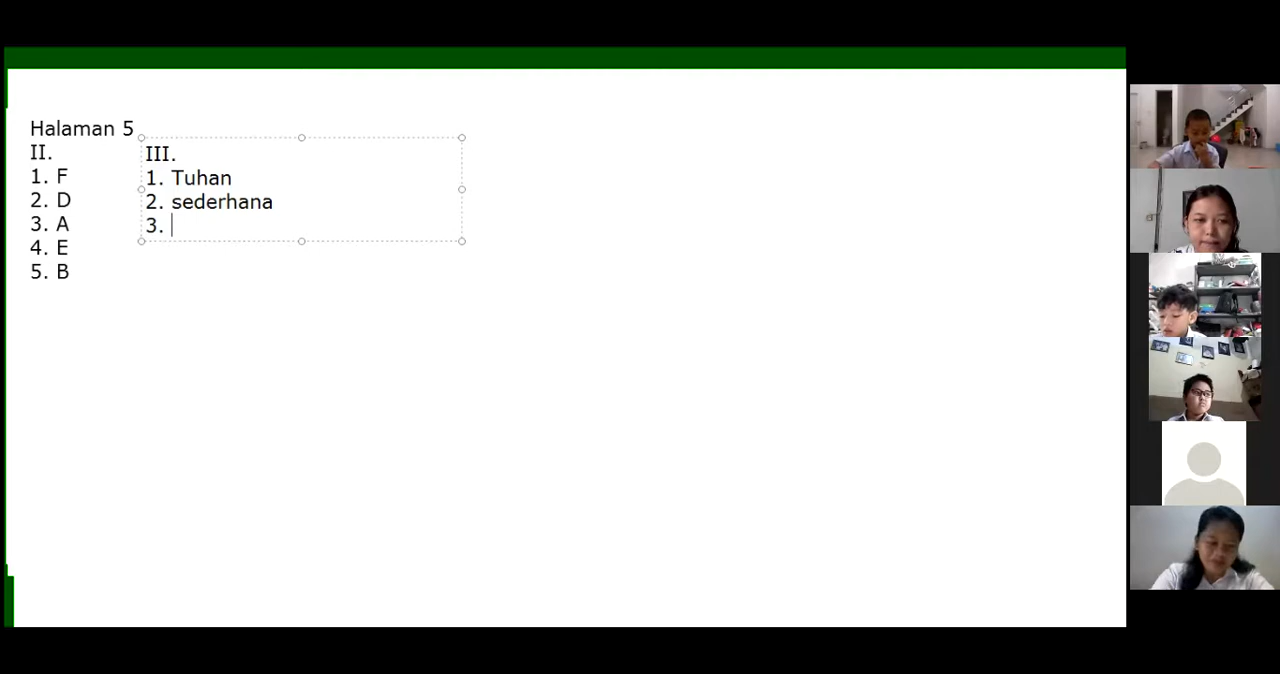 Halaman 5
II.
1. F
2. D
3. A
4. E
5. B
III.
1. Tuhan
2. sederhana
3.